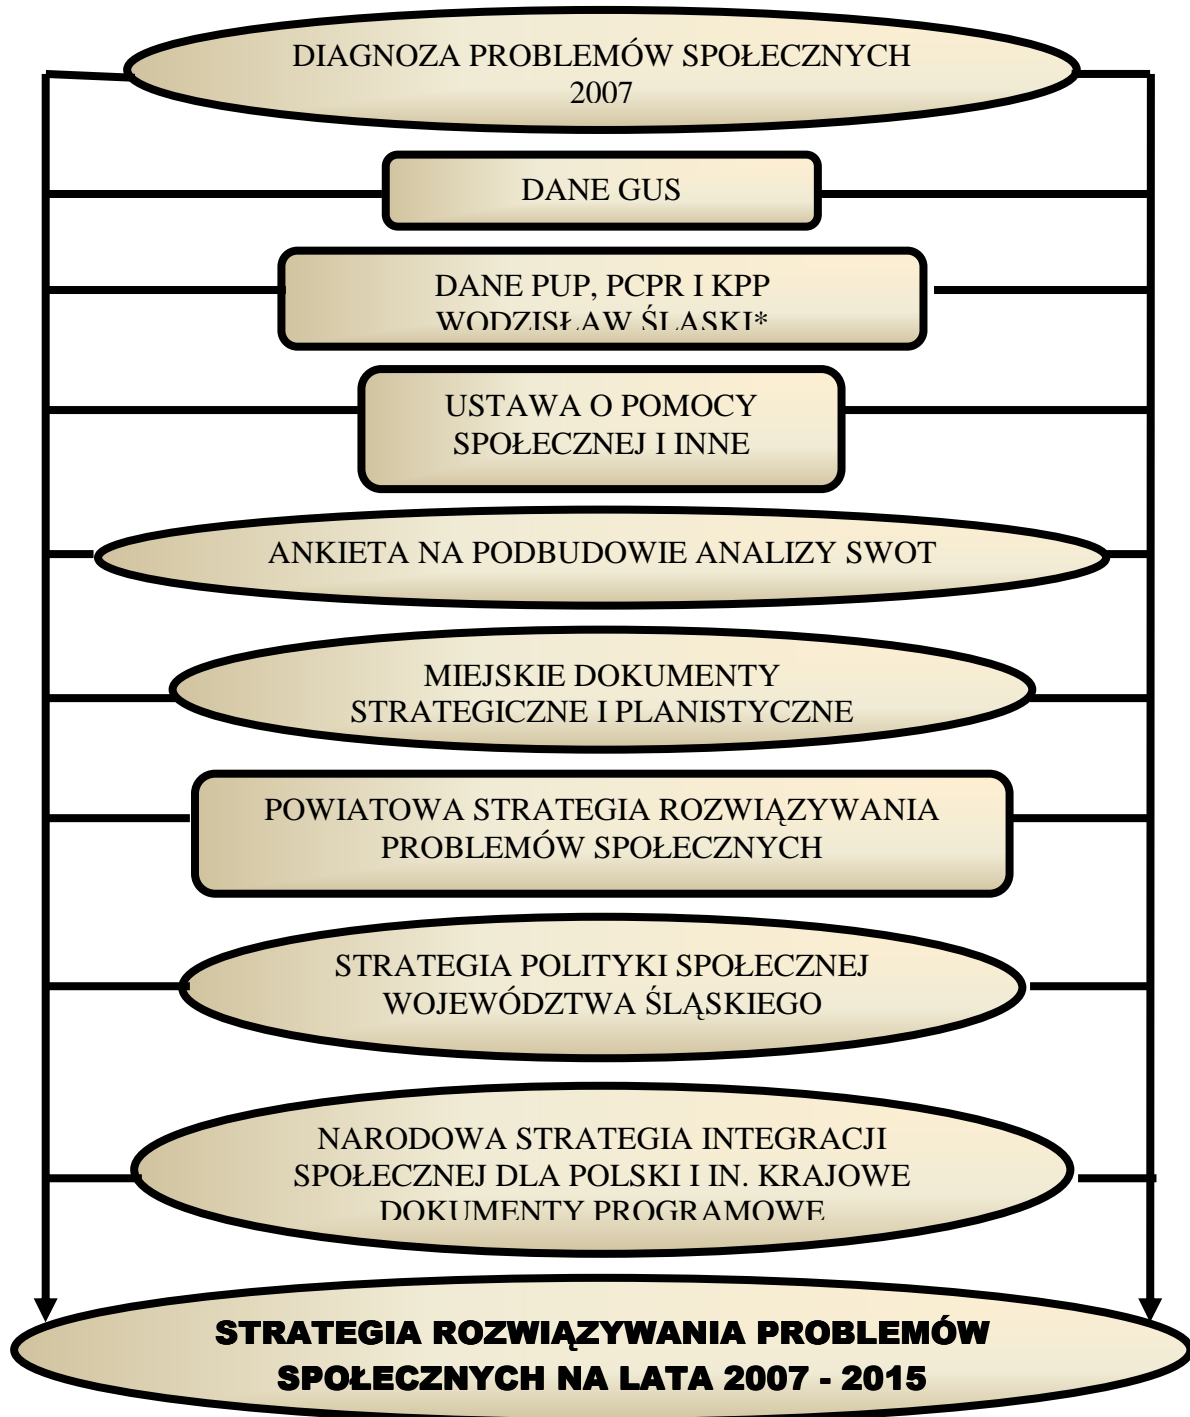 DIAGNOZA PROBLEMÓW SPOŁECZNYCH
2007
DANE GUS
DANE PUP, PCPR I KPP
WODZISŁAW ŚLĄSKI*
USTAWA O POMOCY
SPOŁECZNEJ I INNE
ANKIETA NA PODBUDOWIE ANALIZY SWOT
MIEJSKIE DOKUMENTY
STRATEGICZNE I PLANISTYCZNE
POWIATOWA STRATEGIA ROZWIĄZYWANIA
PROBLEMÓW SPOŁECZNYCH
STRATEGIA POLITYKI SPOŁECZNEJ
WOJEWÓDZTWA ŚLĄSKIEGO
NARODOWA STRATEGIA INTEGRACJI
SPOŁECZNEJ DLA POLSKI I IN. KRAJOWE
DOKUMENTY PROGRAMOWE
STRATEGIA ROZWIĄZYWANIA PROBLEMÓW
SPOŁECZNYCH NA LATA 2007 - 2015